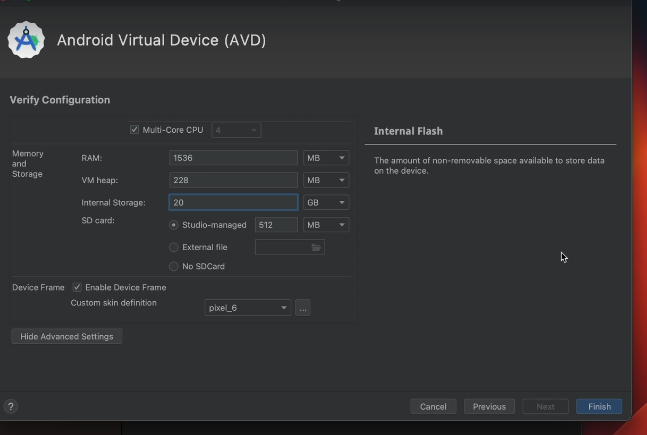 Android Virtual Device (AVD)
Verify Configuration
Multi-Core CPU 4
Memory and Storage
RAM: 1536 MB
VM heap: 228 MB
Internal Storage: 20 GB
SD card:
Studio-managed 512 MB
External file
No SDCard
Device Frame Enable Device Frame
Custom skin definition
pixel_6 ...
Hide Advanced Settings
Internal Flash
The amount of non-removable space available to store data
on the device.
? Cancel Previous Next Finish